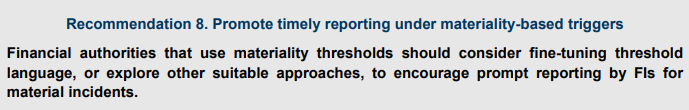 Recommendation 8. Promote timely reporting under materiality-based triggers
Financial authorities that use materiality thresholds should consider fine-tuning threshold
language, or explore other suitable approaches, to encourage prompt reporting by FIs for
material incidents.